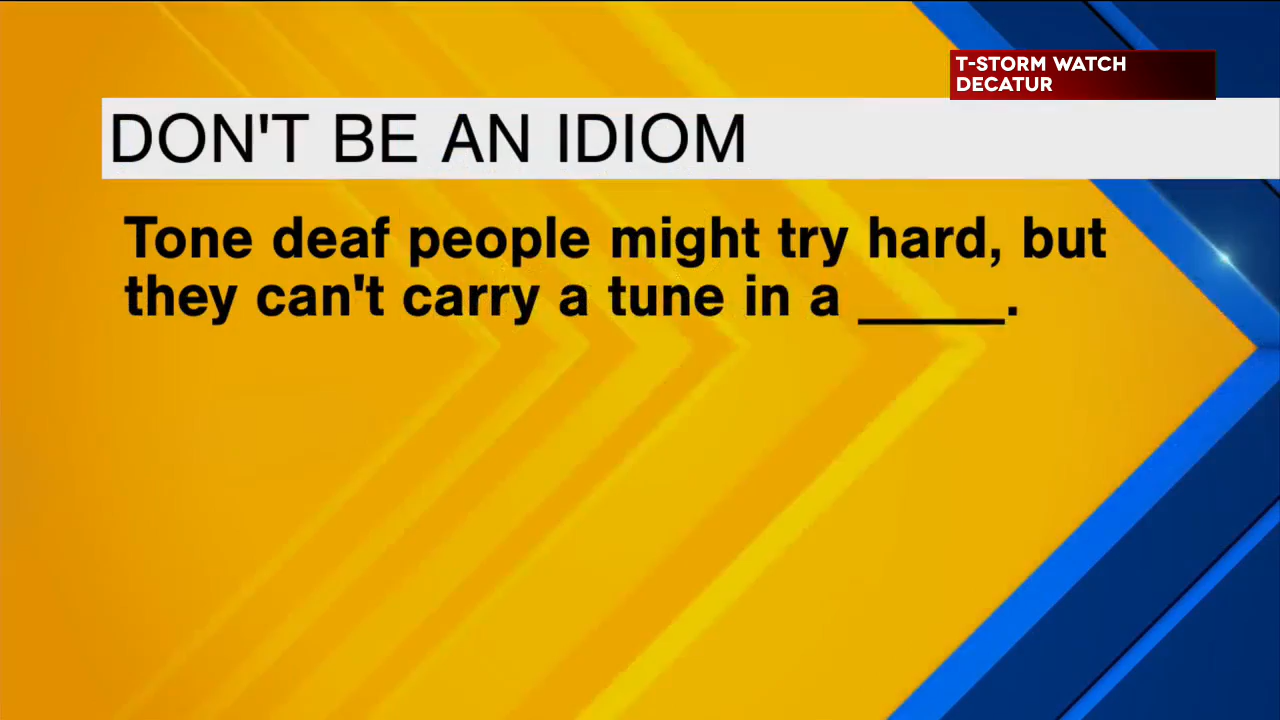 T-STORM WATCH
DECATUR
DON'T BE AN IDIOM
Tone deaf people might try hard, but
they can't carry a tune in a _____.